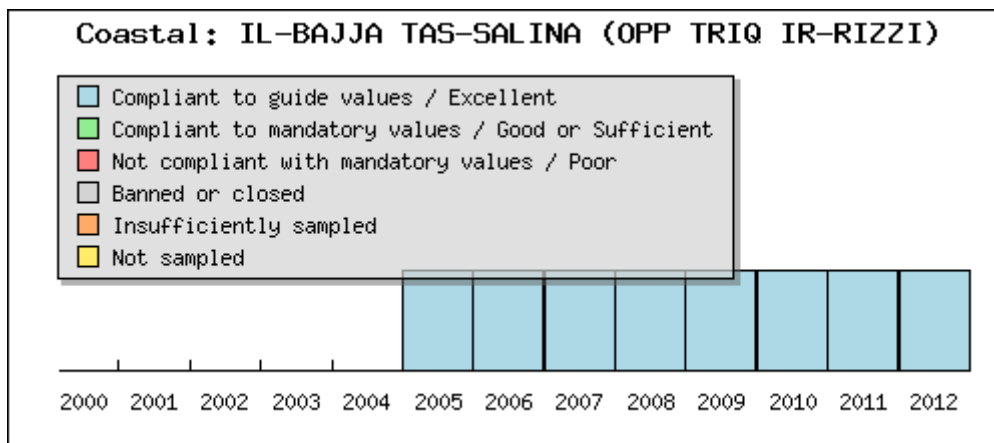 Coastal: IL-BAJJA TAS-SALINA (OPP TRIQ IR-RIZZI)
Compliant to guide values / Excellent
Compliant to mandatory values / Good or Sufficient
Not compliant with mandatory values / Poor
Banned or closed
Insufficiently sampled
Not sampled
2000 2001 2002 2003 2004 2005 2006 2007 2008 2009 2010 2011 2012